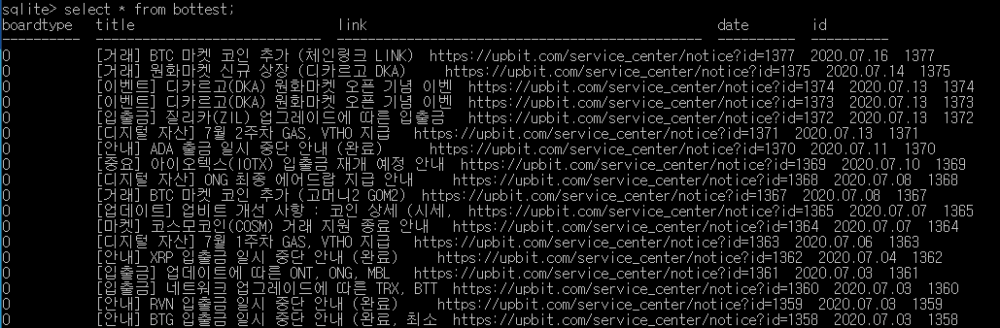 sqlite> select * from bottest;
boardtype title link date id
---------- ---------------------------- --------------------------------------------- ---------- ----------
0 [거래] BTC 마켓 코인 추가 (체인링크 LINK) https://upbit.com/service_center/notice?id=1377 2020.07.16 1377
0 [거래] 원화마켓 신규 상장 (디카르고 DKA) https://upbit.com/service_center/notice?id=1375 2020.07.14 1375
0 [이벤트] 디카르고(DKA) 원화마켓 오픈 기념 이벤 https://upbit.com/service_center/notice?id=1374 2020.07.13 1374
0 [이벤트] 디카르고(DKA) 원화마켓 오픈 기념 이벤 https://upbit.com/service_center/notice?id=1373 2020.07.13 1373
0 [입출금] 질리카(ZIL) 업그레이드에 따른 입출금 https://upbit.com/service_center/notice?id=1372 2020.07.13 1372
0 [디지털 자산] 7월 2주차 GAS, VTHO 지급 https://upbit.com/service_center/notice?id=1371 2020.07.13 1371
0 [안내] ADA 출금 일시 중단 안내 (완료) https://upbit.com/service_center/notice?id=1370 2020.07.11 1370
0 [중요] 아이오텍스(IOTX) 입출금 재개 예정 안내 https://upbit.com/service_center/notice?id=1369 2020.07.10 1369
0 [디지털 자산] ONG 최종 에어드랍 지급 안내 https://upbit.com/service_center/notice?id=1368 2020.07.08 1368
0 [거래] BTC 마켓 코인 추가 (고머니2 GOM2) https://upbit.com/service_center/notice?id=1367 2020.07.08 1367
0 [업데이트] 업비트 개선 사항 : 코인 상세 (시세, https://upbit.com/service_center/notice?id=1365 2020.07.07 1365
0 [마켓] 코스모코인(COSM) 거래 지원 종료 안내 https://upbit.com/service_center/notice?id=1364 2020.07.07 1364
0 [디지털 자산] 7월 1주차 GAS, VTHO 지급 https://upbit.com/service_center/notice?id=1363 2020.07.06 1363
0 [안내] XRP 입출금 일시 중단 안내 (완료) https://upbit.com/service_center/notice?id=1362 2020.07.04 1362
0 [입출금] 업데이트에 따른 ONT, ONG, MBL https://upbit.com/service_center/notice?id=1361 2020.07.03 1361
0 [입출금] 네트워크 업그레이드에 따른 TRX, BTT https://upbit.com/service_center/notice?id=1360 2020.07.03 1360
0 [안내] RVN 입출금 일시 중단 안내 (완료) https://upbit.com/service_center/notice?id=1359 2020.07.03 1359
0 [안내] BTG 입출금 일시 중단 안내 (완료, 최소 https://upbit.com/service_center/notice?id=1358 2020.07.03 1358